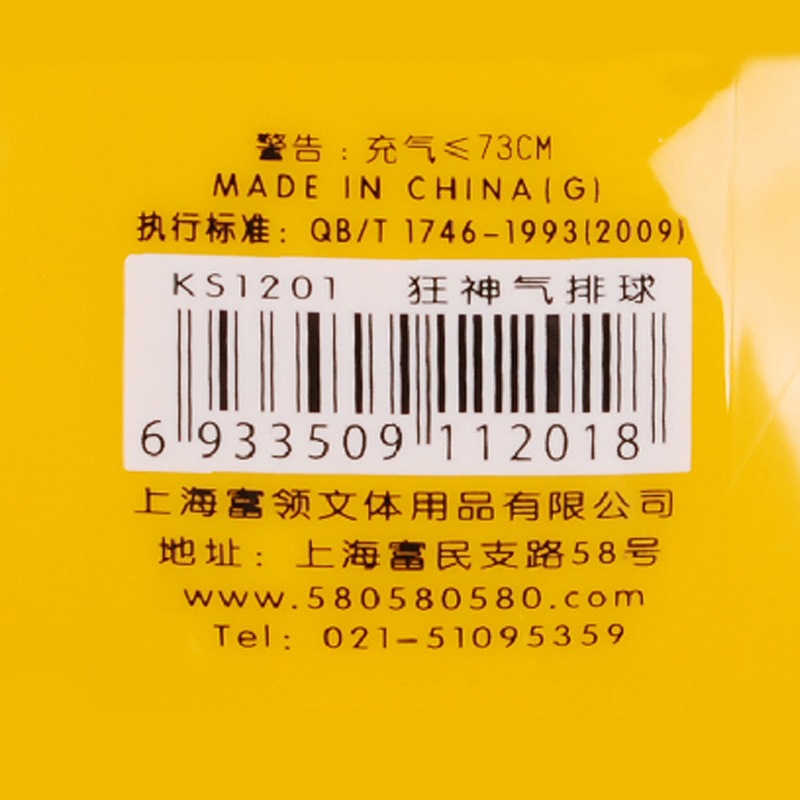 警告：充气≤73CM
MADE IN CHINA(G)
执行标准：QB/T 1746-1993(2009)
KS1201 狂神气排球
6 933509 112018
上海富领文体用品有限公司
地址：上海富民支路58号
www.580580580.com
Tel：021-51095359